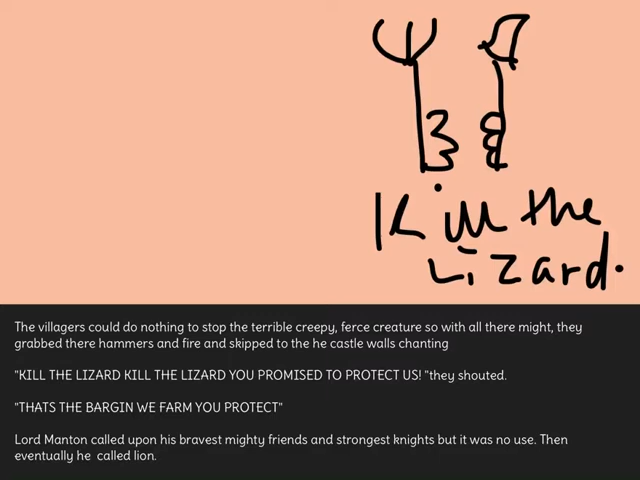 Kill the
Lizard.
The villagers could do nothing to stop the terrible creepy, ferce creature so with all there might, they
grabbed there hammers and fire and skipped to the he castle walls chanting
"KILL THE LIZARD KILL THE LIZARD YOU PROMISED TO PROTECT US! "they shouted.
"THATS THE BARGIN WE FARM YOU PROTECT"
Lord Manton called upon his bravest mighty friends and strongest knights but it was no use. Then
eventually he  called lion.